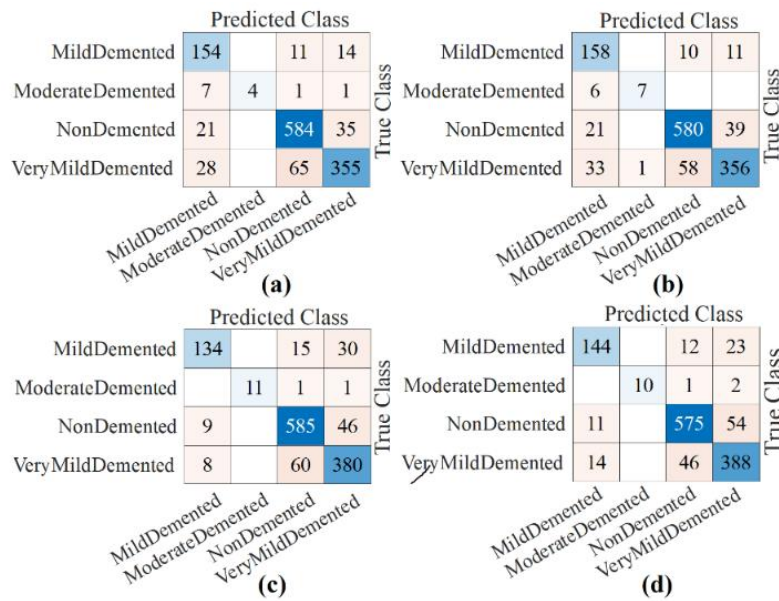 Predicted Class
MildDemented 154 11 14
ModerateDemented 7 4 1 1
NonDemented 21 584 35
VeryMildDemented 28 65 355
True Class
MildDemented
ModerateDemented
NonDemented
VeryMildDemented
(a)
Predicted Class
MildDemented 158 10 11
ModerateDemented 6 7
NonDemented 21 580 39
VeryMildDemented 33 1 58 356
True Class
MildDemented
ModerateDemented
NonDemented
VeryMildDemented
(b)
Predicted Class
MildDemented 134 15 30
ModerateDemented 11 1 1
NonDemented 9 585 46
VeryMildDemented 8 60 380
True Class
MildDemented
ModerateDemented
NonDemented
VeryMildDemented
(c)
Predicted Class
MildDemented 144 12 23
ModerateDemented 10 1 2
NonDemented 11 575 54
VeryMildDemented 14 46 388
True Class
MildDemented
ModerateDemented
NonDemented
VeryMildDemented
(d)